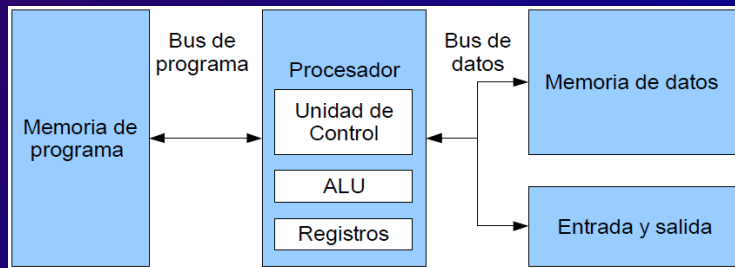 Memoria de
programa
Bus de
programa
Procesador
Unidad de
Control
ALU
Registros
Bus de
datos
Memoria de datos
Entrada y salida